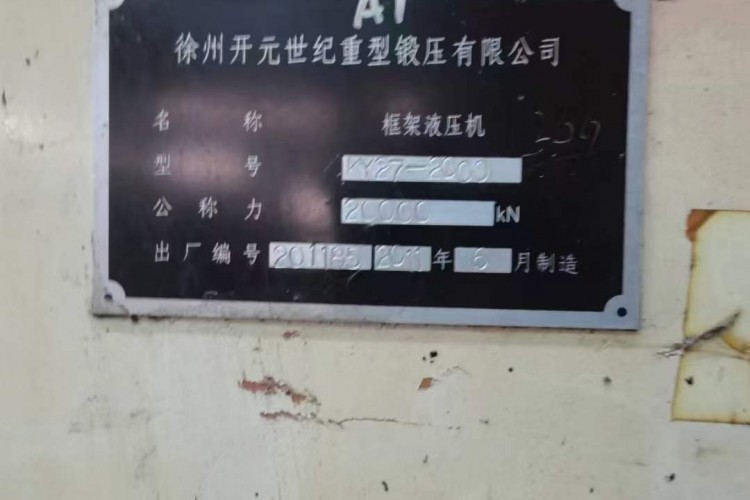 A1
徐州开元世纪重型锻压有限公司
名 称 框架液压机
型 号 KY27-2000
公称力 20000 kN
出厂编号 2011 2011年 6月制造